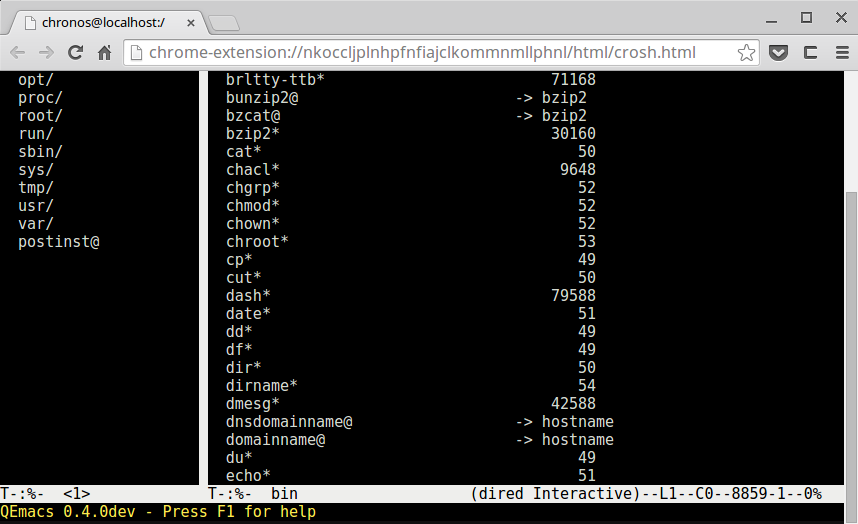 chronos@localhost:/
chrome-extension://nkoccljplnhpfnfiajclkommnmllphnl/html/crosh.html
opt/
proc/
root/
run/
sbin/
sys/
tmp/
usr/
var/
postinst@
brltty-ttb* 71168
bunzip2@ -> bzip2
bzcat@ -> bzip2
bzip2* 30160
cat* 50
chacl* 9648
chgrp* 52
chmod* 52
chown* 52
chroot* 53
cp* 49
cut* 50
dash* 79588
date* 51
dd* 49
df* 49
dir* 50
dirname* 54
dmesg* 42588
dnsdomainname@ -> hostname
domainname@ -> hostname
du* 49
echo* 51
T-:%- <1>
T-:%- bin (dired Interactive)--L1--C0--8859-1--0%
QEmacs 0.4.0dev - Press F1 for help